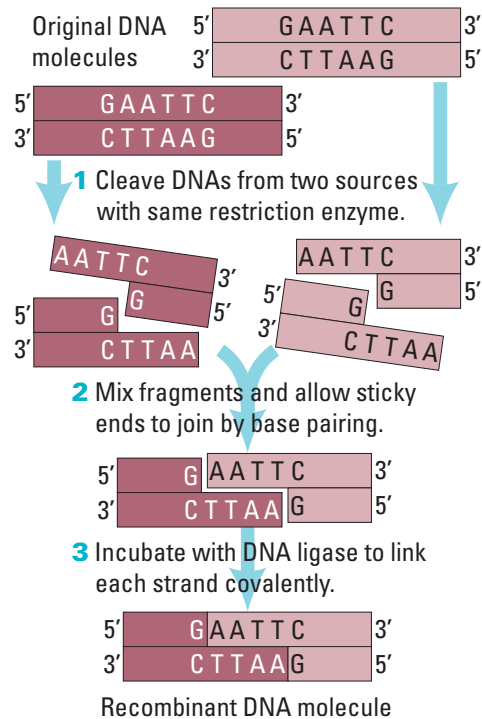 Original DNA
molecules
5′ GAATTC 3′
3′ CTTAAG 5′
5′ GAATTC 3′
3′ CTTAAG 5′
1 Cleave DNAs from two sources
with same restriction enzyme.
AATTC 3′
G 5′
5′ G
3′ CTTAA
AATTC 3′
G 5′
5′ G
3′ CTTAA
2 Mix fragments and allow sticky
ends to join by base pairing.
5′ G AATTC 3′
3′ CTTAA G 5′
3 Incubate with DNA ligase to link
each strand covalently.
5′ GAATTC 3′
3′ CTTAAG 5′
Recombinant DNA molecule